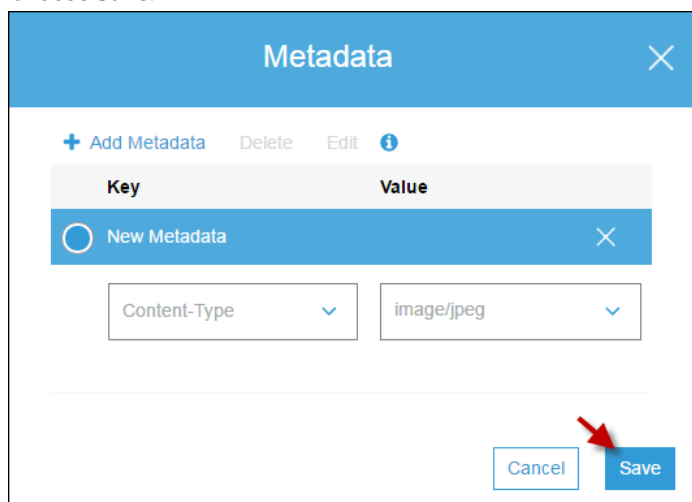 Metadata
Add Metadata Delete Edit
Key Value
New Metadata
Content-Type image/jpeg
Cancel Save